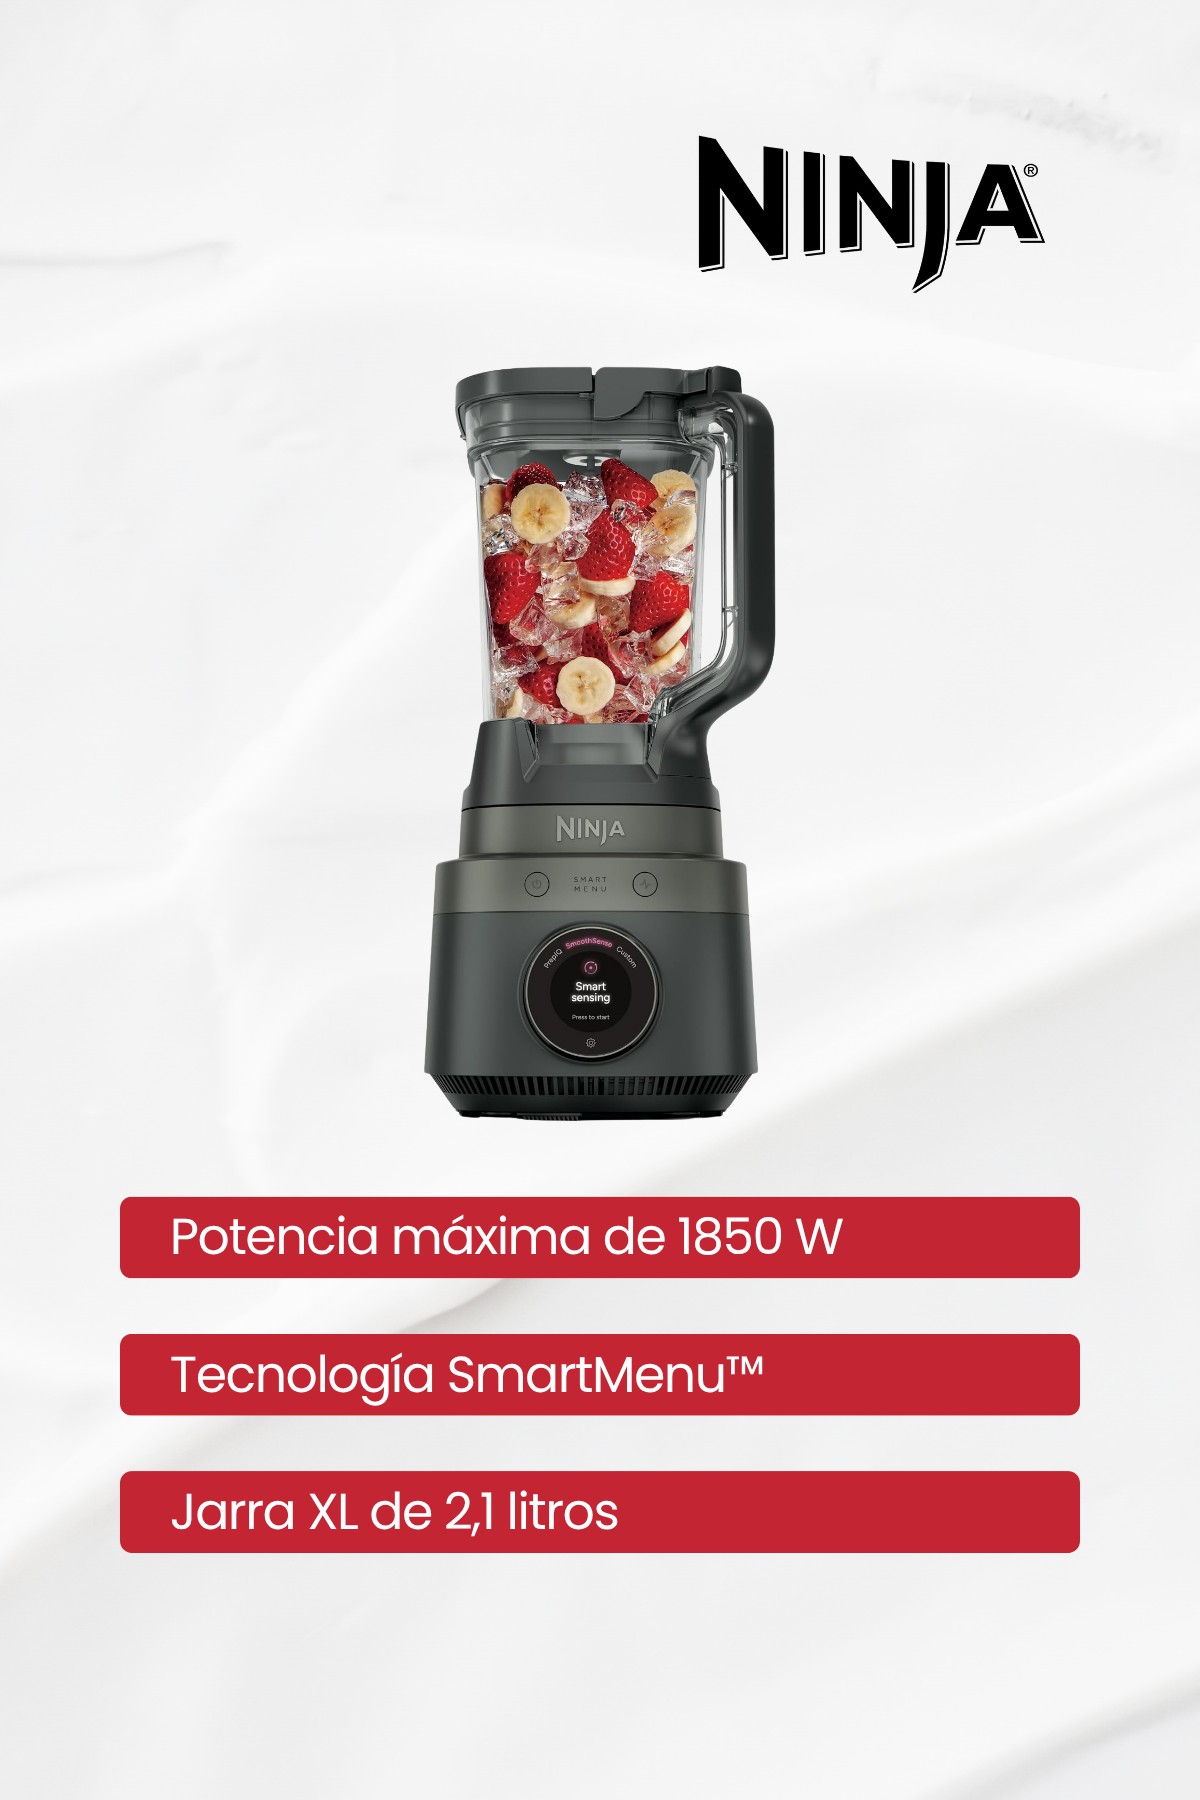 NINJA®
NINJA
SMART
MENU
PrepIQ SmoothSense Custom
Smart
sensing
Press to start
Potencia máxima de 1850 W
Tecnología SmartMenu™
Jarra XL de 2,1 litros